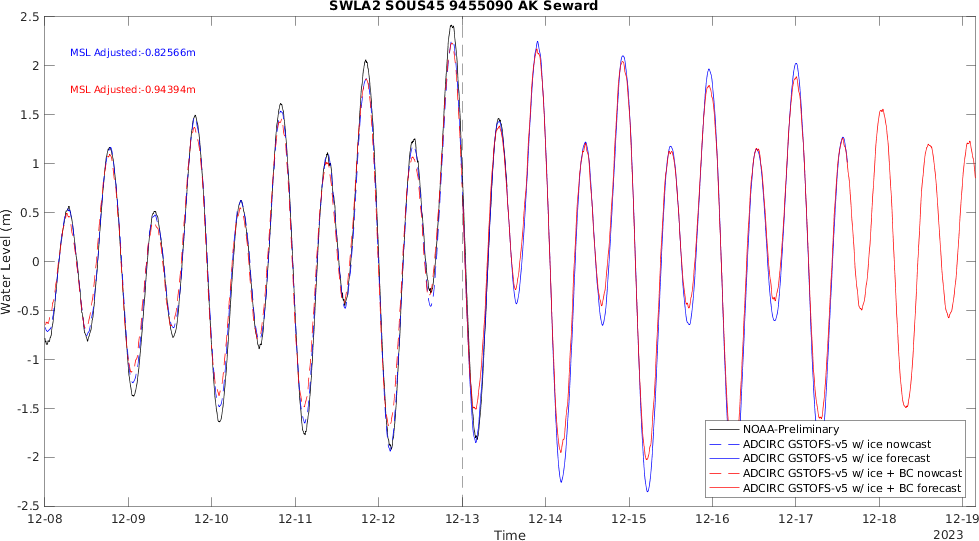 SWLA2 SOUS45 9455090 AK Seward
2.5
2
1.5
1
0.5
0
-0.5
-1
-1.5
-2
-2.5
Water Level (m)
MSL Adjusted:-0.82566m
MSL Adjusted:-0.94394m
NOAA-Preliminary
ADCIRC GSTOFS-v5 w/ ice nowcast
ADCIRC GSTOFS-v5 w/ ice forecast
ADCIRC GSTOFS-v5 w/ ice + BC nowcast
ADCIRC GSTOFS-v5 w/ ice + BC forecast
12-08 12-09 12-10 12-11 12-12 12-13 12-14 12-15 12-16 12-17 12-18 12-19
Time
2023